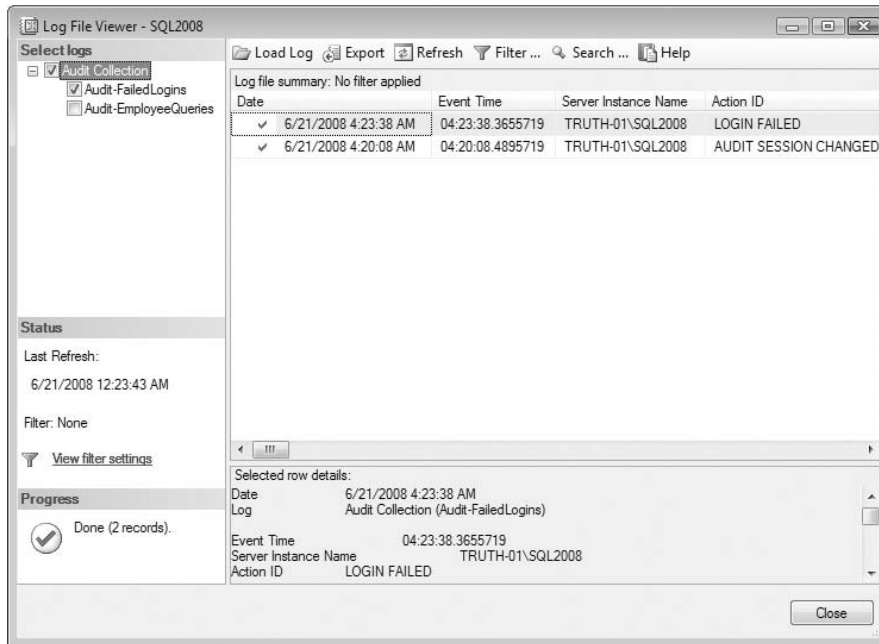 Log File Viewer - SQL2008
Select logs
Audit Collection
Audit-FailedLogins
Audit-EmployeeQueries
Load Log Export Refresh Filter ... Search ... Help
Log file summary: No filter applied
Date Event Time Server Instance Name Action ID
6/21/2008 4:23:38 AM 04:23:38.3655719 TRUTH-01\SQL2008 LOGIN FAILED
6/21/2008 4:20:08 AM 04:20:08.4895719 TRUTH-01\SQL2008 AUDIT SESSION CHANGED
Status
Last Refresh:
6/21/2008 12:23:43 AM
Filter: None
View filter settings
Progress
Done (2 records).
Selected row details:
Date 6/21/2008 4:23:38 AM
Log Audit Collection (Audit-FailedLogins)
Event Time 04:23:38.3655719
Server Instance Name TRUTH-01\SQL2008
Action ID LOGIN FAILED
Close